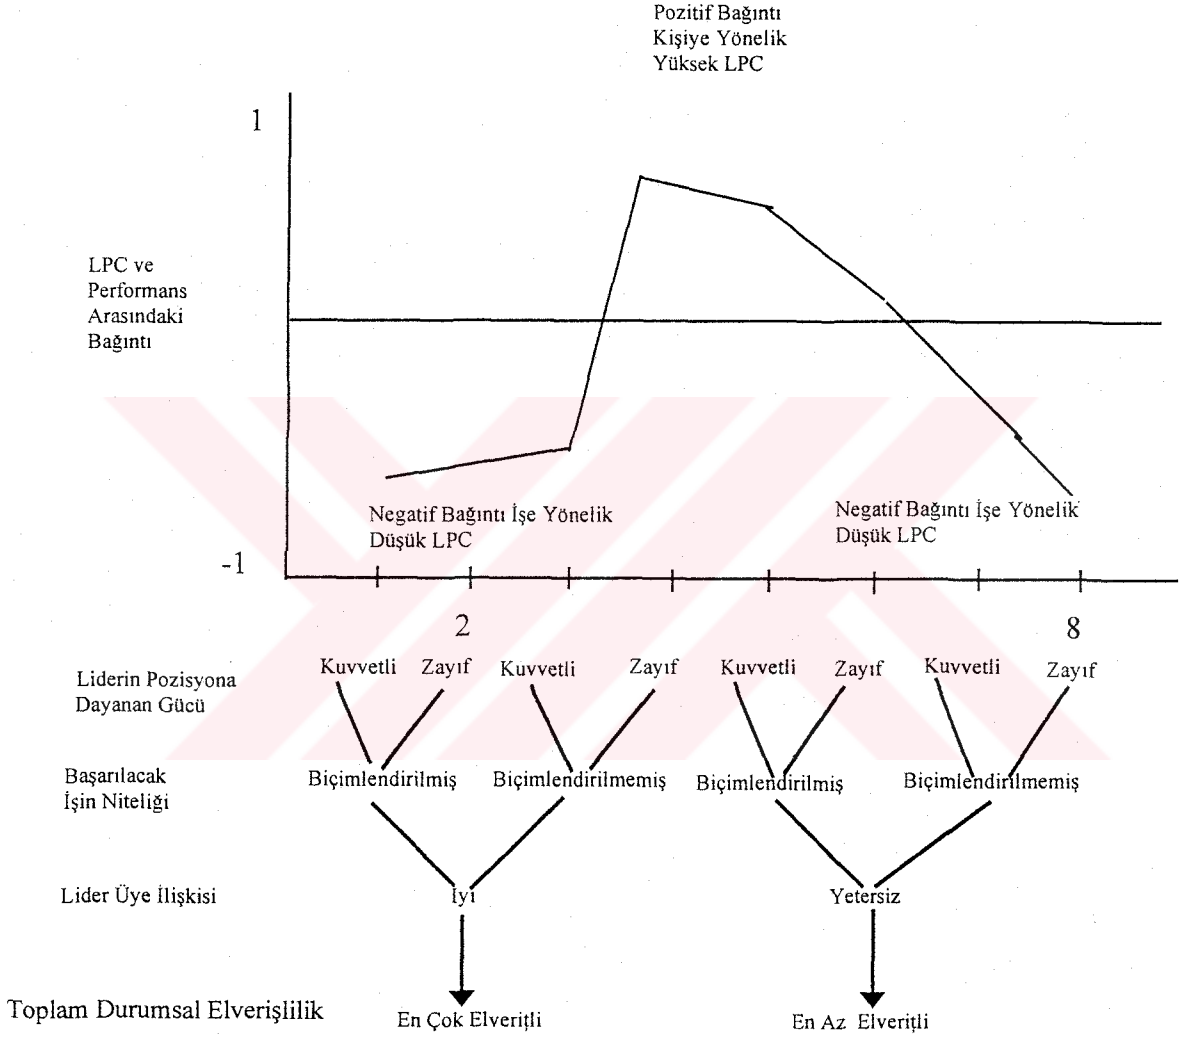 Pozitif Bağıntı
Kişiye Yönelik
Yüksek LPC
1
LPC ve
Performans
Arasındaki
Bağıntı
Negatif Bağıntı İşe Yönelik
Düşük LPC
Negatif Bağıntı İşe Yönelik
Düşük LPC
-1
2
8
Liderin Pozisyona
Dayanan Gücü
Kuvvetli Zayıf Kuvvetli Zayıf Kuvvetli Zayıf Kuvvetli Zayıf
Başarılacak
İşin Niteliği
Biçimlendirilmiş Biçimlendirilmemiş Biçimlendirilmiş Biçimlendirilmemiş
Lider Üye İlişkisi
İyi
Yetersiz
Toplam Durumsal Elverişlilik
En Çok Elveritli
En Az Elveritli